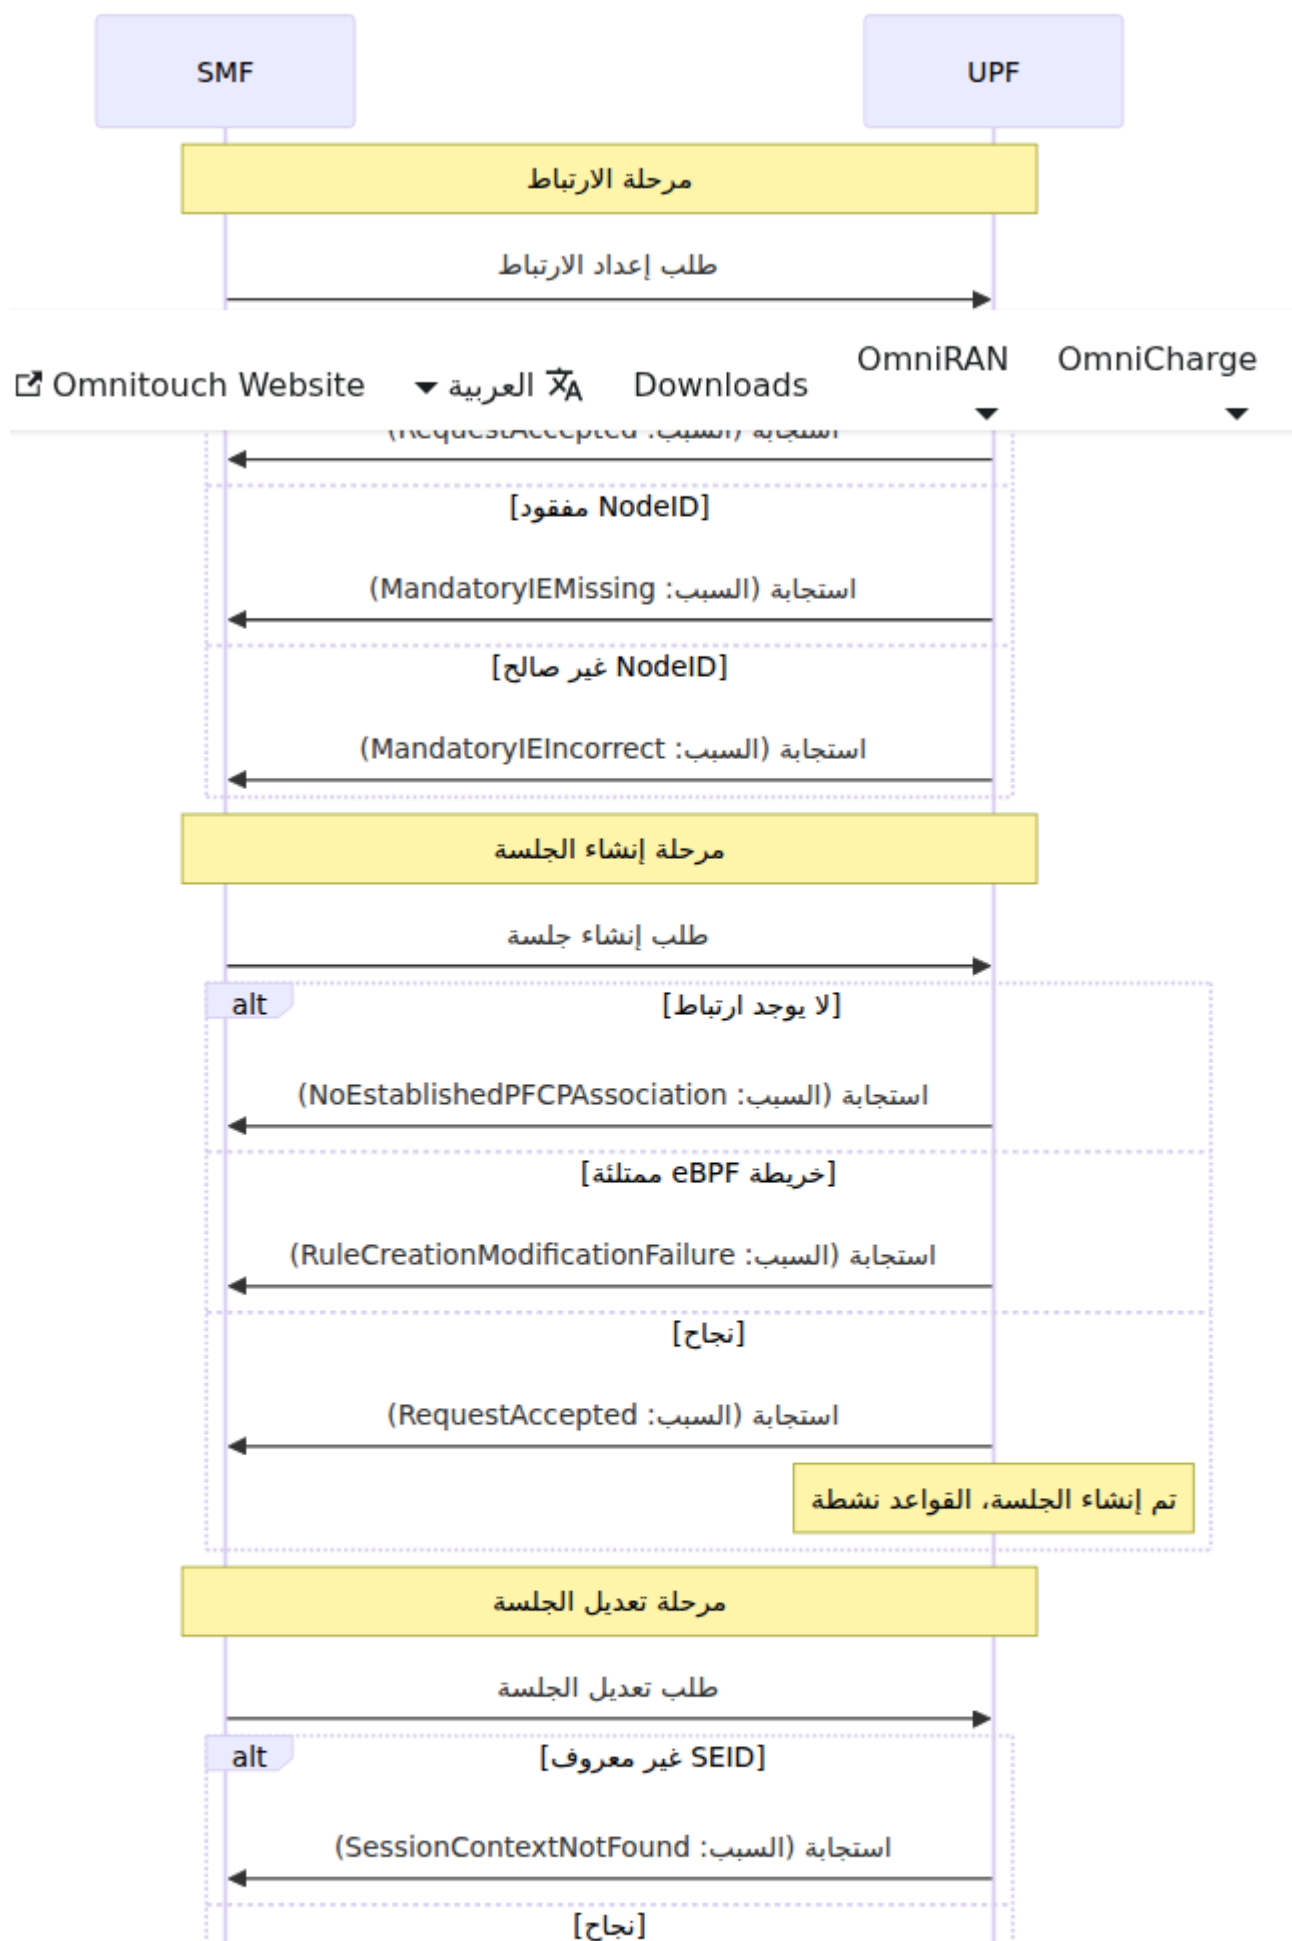 SMF
UPF
مرحلة الارتباط
طلب إعداد الارتباط
OmniRAN
OmniCharge
Omnitouch Website
العربية
Downloads
استجابة (السبب: RequestAccepted)
[NodeID مفقود]
استجابة (السبب: MandatoryIEMissing)
[NodeID غير صالح]
استجابة (السبب: MandatoryIEIncorrect)
مرحلة إنشاء الجلسة
طلب إنشاء جلسة
alt
[لا يوجد ارتباط]
استجابة (السبب: NoEstablishedPFCPAssociation)
[خريطة eBPF ممتلئة]
استجابة (السبب: RuleCreationModificationFailure)
[نجاح]
استجابة (السبب: RequestAccepted)
تم إنشاء الجلسة، القواعد نشطة
مرحلة تعديل الجلسة
طلب تعديل الجلسة
alt
[SEID غير معروف]
استجابة (السبب: SessionContextNotFound)
[نجاح]